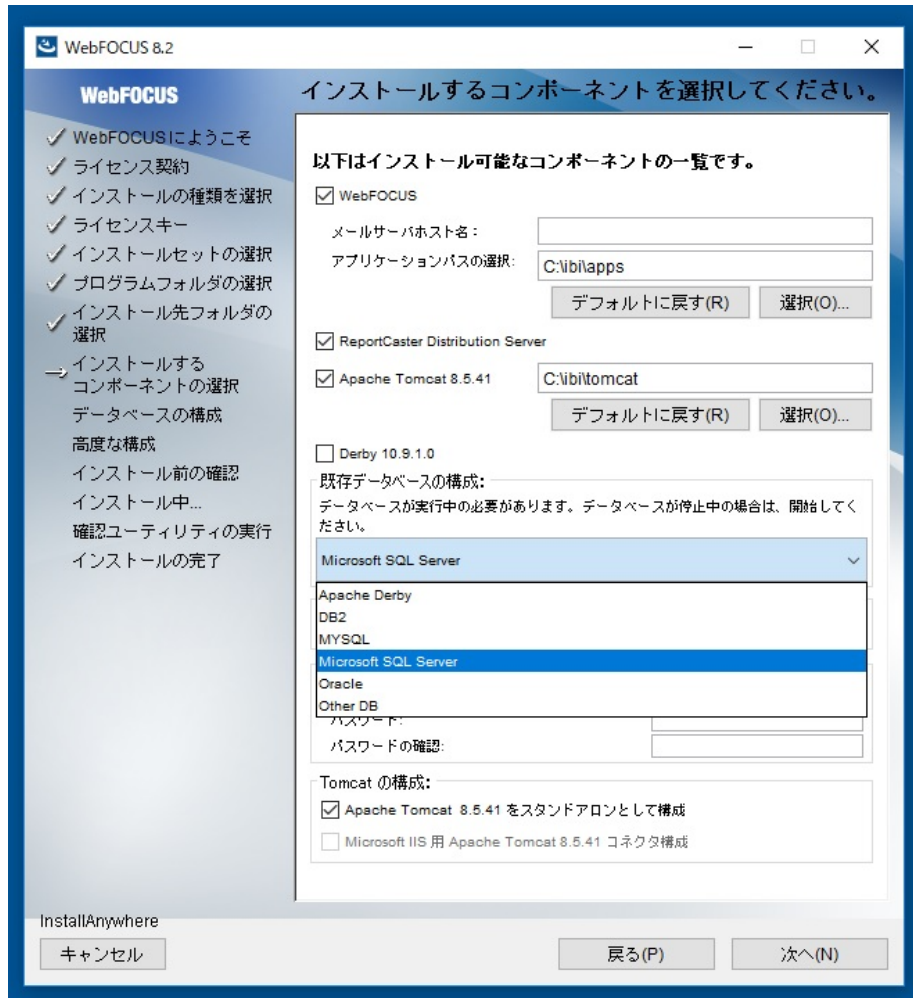 WebFOCUS 8.2
WebFOCUS
インストールするコンポーネントを選択してください。
WebFOCUSにようこそ
ライセンス契約
インストールの種類を選択
ライセンスキー
インストールセットの選択
プログラムフォルダの選択
インストール先フォルダの
選択
インストールする
コンポーネントの選択
データベースの構成
高度な構成
インストール前の確認
インストール中...
確認ユーティリティの実行
インストールの完了
以下はインストール可能なコンポーネントの一覧です。
WebFOCUS
メールサーバホスト名：
アプリケーションパスの選択:
C:\ibi\apps
デフォルトに戻す(R)
選択(O)...
ReportCaster Distribution Server
Apache Tomcat 8.5.41
C:\ibi\tomcat
デフォルトに戻す(R)
選択(O)...
Derby 10.9.1.0
既存データベースの構成:
データベースが実行中の必要があります。データベースが停止中の場合は、開始してく
ださい。
Microsoft SQL Server
Apache Derby
DB2
MYSQL
Microsoft SQL Server
Oracle
Other DB
パスワード:
パスワードの確認:
Tomcat の構成:
Apache Tomcat 8.5.41 をスタンドアロンとして構成
Microsoft IIS 用 Apache Tomcat 8.5.41 コネクタ構成
InstallAnywhere
キャンセル
戻る(P)
次へ(N)